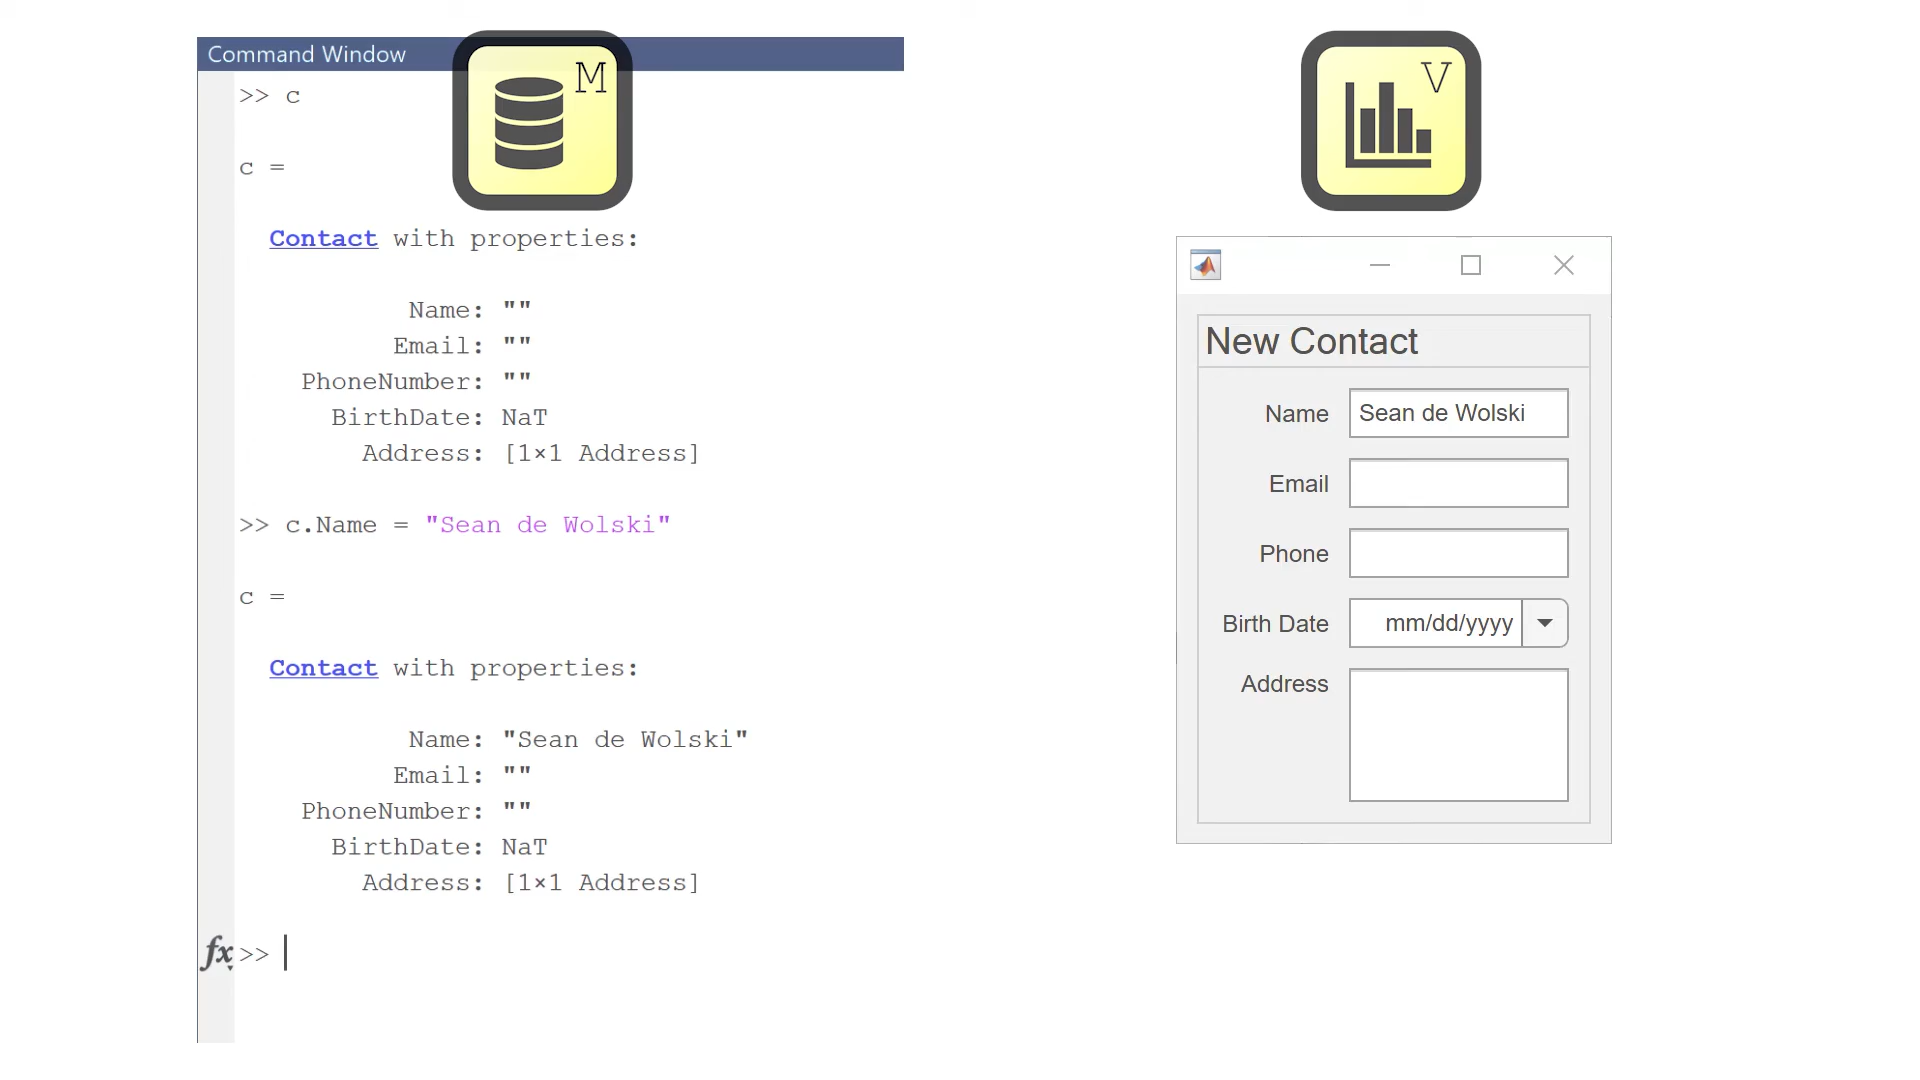 Command Window
M
>> c
c =
Contact with properties:
Name: ""
Email: ""
PhoneNumber: ""
BirthDate: NaT
Address: [1×1 Address]
>> c.Name = "Sean de Wolski"
c =
Contact with properties:
Name: "Sean de Wolski"
Email: ""
PhoneNumber: ""
BirthDate: NaT
Address: [1×1 Address]
fx >>
V
New Contact
Name Sean de Wolski
Email
Phone
Birth Date mm/dd/yyyy
Address